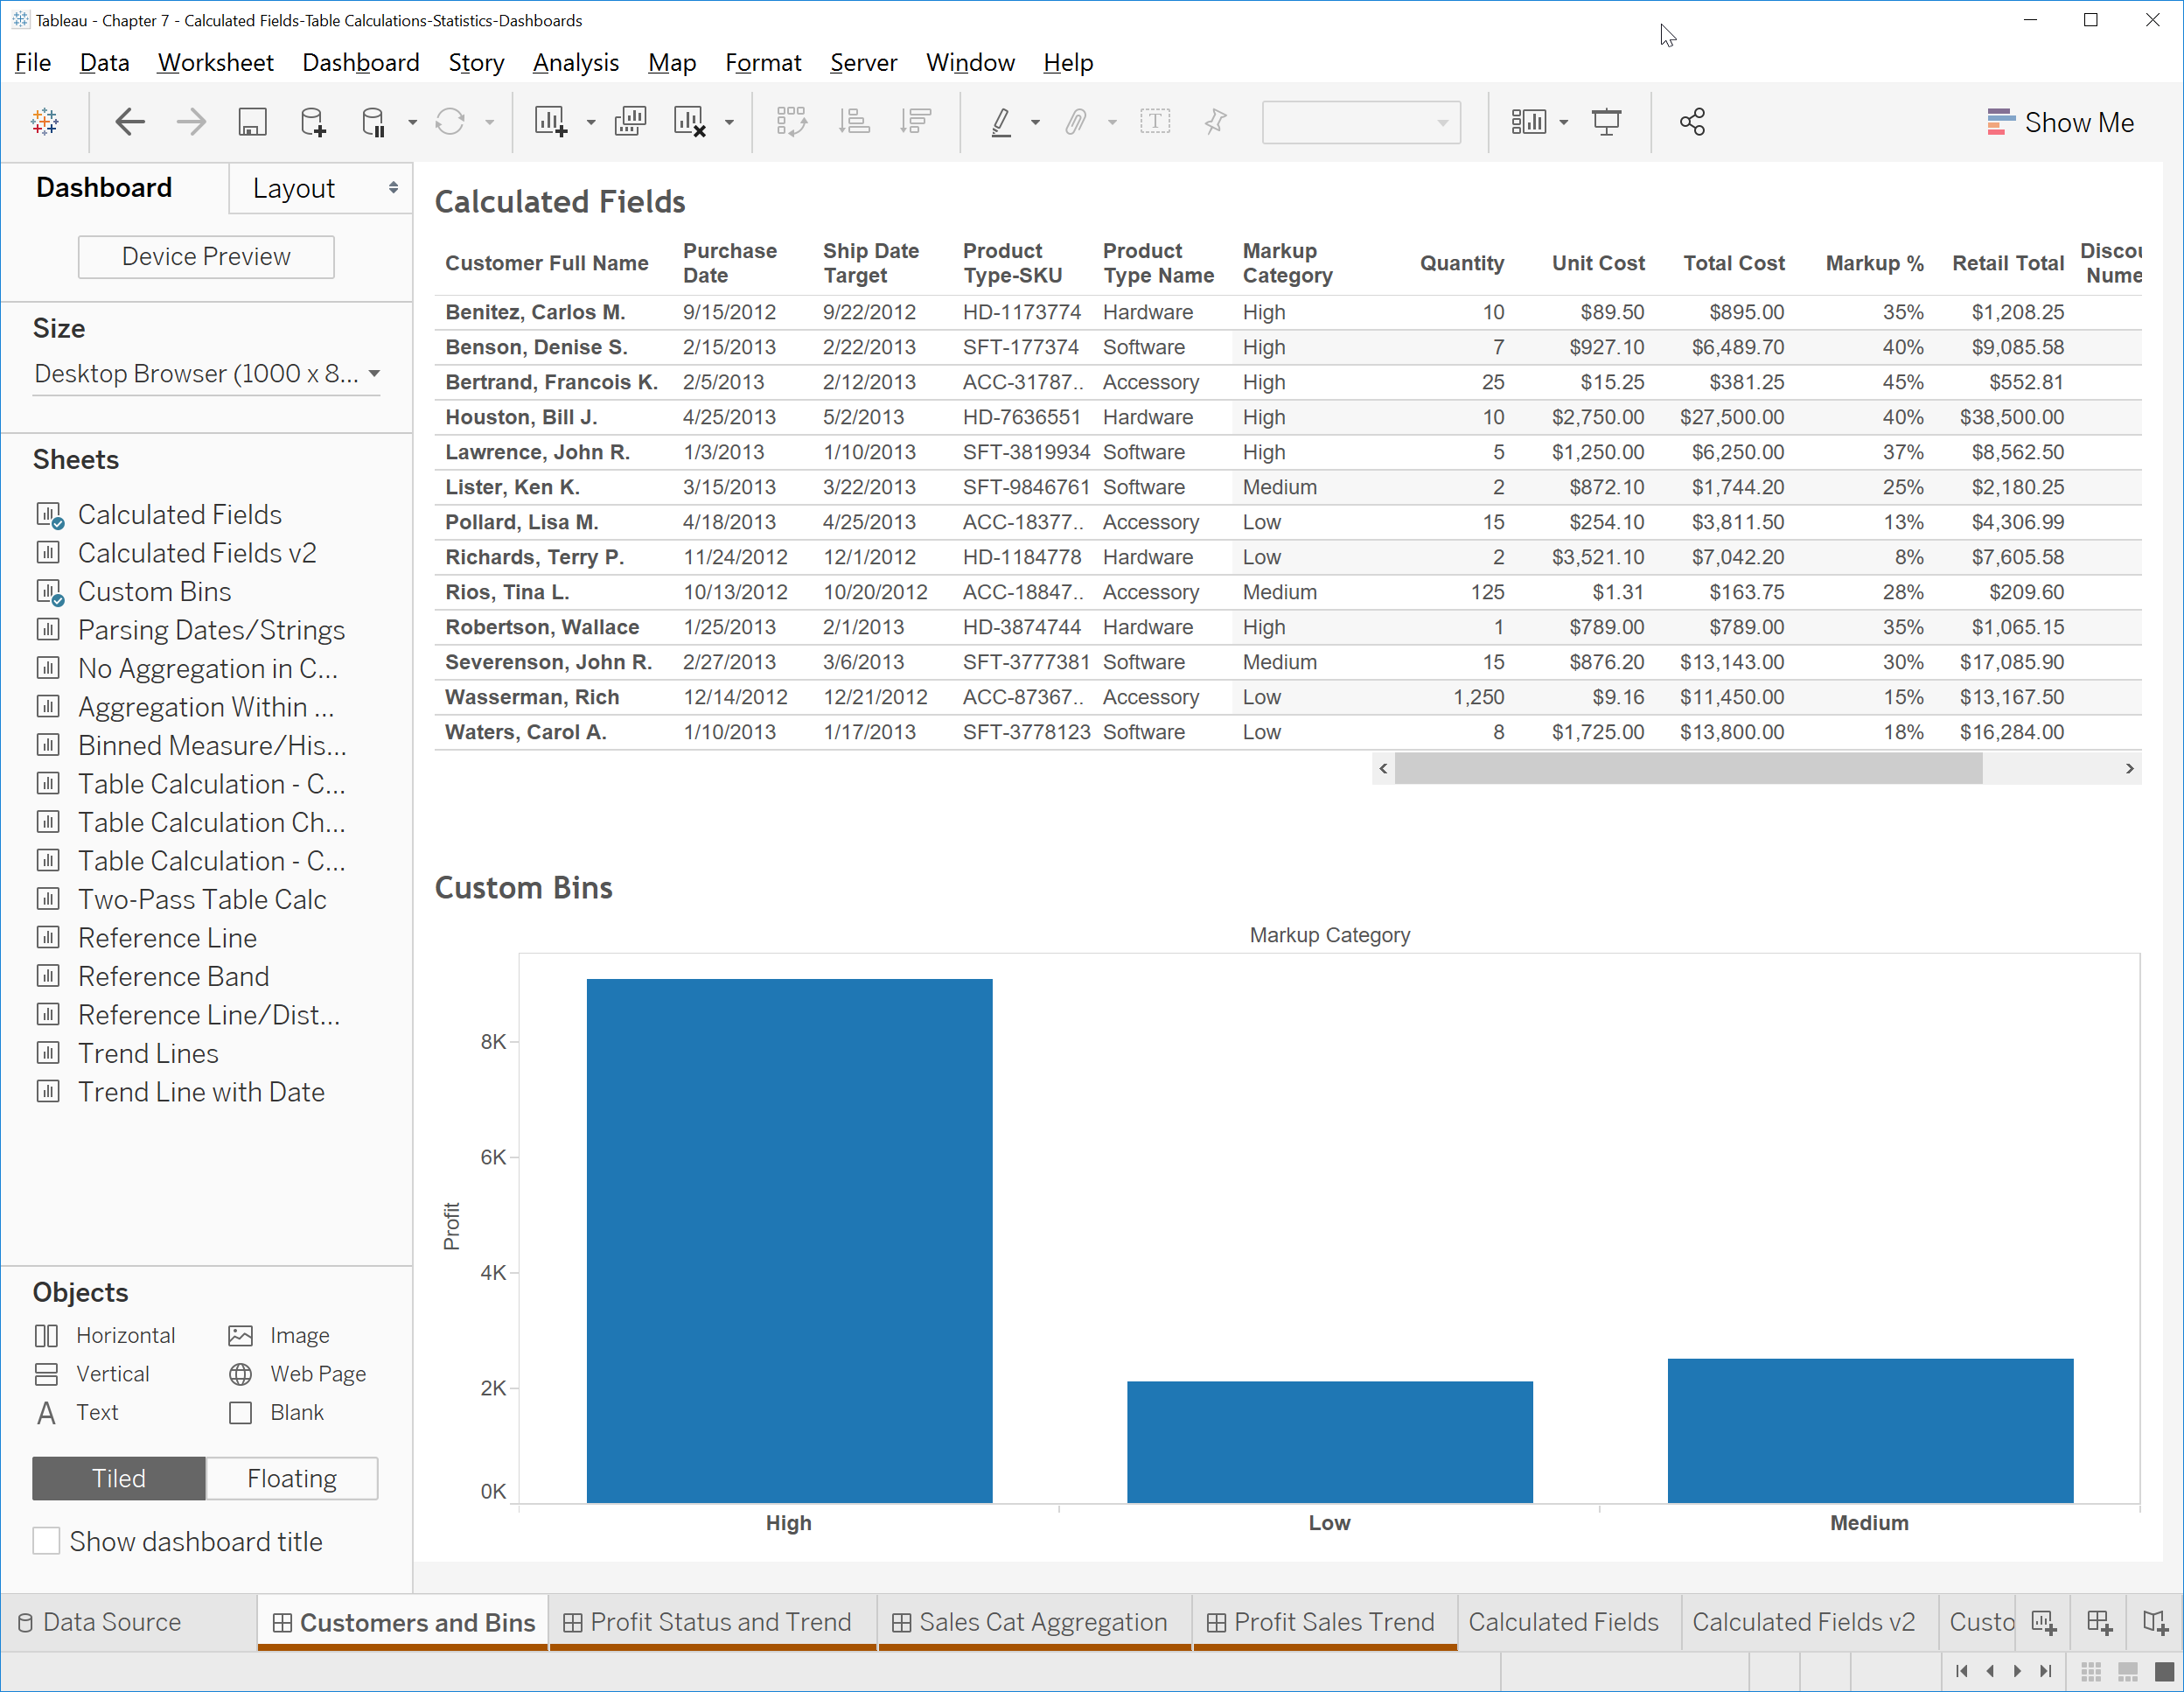 Tableau - Chapter 7 - Calculated Fields-Table Calculations-Statistics-Dashboards
File Data Worksheet Dashboard Story Analysis Map Format Server Window Help
Show Me
Dashboard Layout
Device Preview
Size
Desktop Browser (1000 x 8...
Sheets
Calculated Fields
Calculated Fields v2
Custom Bins
Parsing Dates/Strings
No Aggregation in C...
Aggregation Within ...
Binned Measure/His...
Table Calculation - C...
Table Calculation Ch...
Table Calculation - C...
Two-Pass Table Calc
Reference Line
Reference Band
Reference Line/Dist...
Trend Lines
Trend Line with Date
Objects
Horizontal Image
Vertical Web Page
A Text Blank
Tiled Floating
Show dashboard title
Calculated Fields
Customer Full Name Purchase Date Ship Date Target Product Type-SKU Product Type Name Markup Category Quantity Unit Cost Total Cost Markup % Retail Total Discou Nume
Benitez, Carlos M. 9/15/2012 9/22/2012 HD-1173774 Hardware High 10 $89.50 $895.00 35% $1,208.25
Benson, Denise S. 2/15/2013 2/22/2013 SFT-177374 Software High 7 $927.10 $6,489.70 40% $9,085.58
Bertrand, Francois K. 2/5/2013 2/12/2013 ACC-31787.. Accessory High 25 $15.25 $381.25 45% $552.81
Houston, Bill J. 4/25/2013 5/2/2013 HD-7636551 Hardware High 10 $2,750.00 $27,500.00 40% $38,500.00
Lawrence, John R. 1/3/2013 1/10/2013 SFT-3819934 Software High 5 $1,250.00 $6,250.00 37% $8,562.50
Lister, Ken K. 3/15/2013 3/22/2013 SFT-9846761 Software Medium 2 $872.10 $1,744.20 25% $2,180.25
Pollard, Lisa M. 4/18/2013 4/25/2013 ACC-18377.. Accessory Low 15 $254.10 $3,811.50 13% $4,306.99
Richards, Terry P. 11/24/2012 12/1/2012 HD-1184778 Hardware Low 2 $3,521.10 $7,042.20 8% $7,605.58
Rios, Tina L. 10/13/2012 10/20/2012 ACC-18847.. Accessory Medium 125 $1.31 $163.75 28% $209.60
Robertson, Wallace 1/25/2013 2/1/2013 HD-3874744 Hardware High 1 $789.00 $789.00 35% $1,065.15
Severenson, John R. 2/27/2013 3/6/2013 SFT-3777381 Software Medium 15 $876.20 $13,143.00 30% $17,085.90
Wasserman, Rich 12/14/2012 12/21/2012 ACC-87367.. Accessory Low 1,250 $9.16 $11,450.00 15% $13,167.50
Waters, Carol A. 1/10/2013 1/17/2013 SFT-3778123 Software Low 8 $1,725.00 $13,800.00 18% $16,284.00
Custom Bins
Markup Category
8K
6K
4K
2K
0K
Profit
High Low Medium
Data Source Customers and Bins Profit Status and Trend Sales Cat Aggregation Profit Sales Trend Calculated Fields Calculated Fields v2 Custo